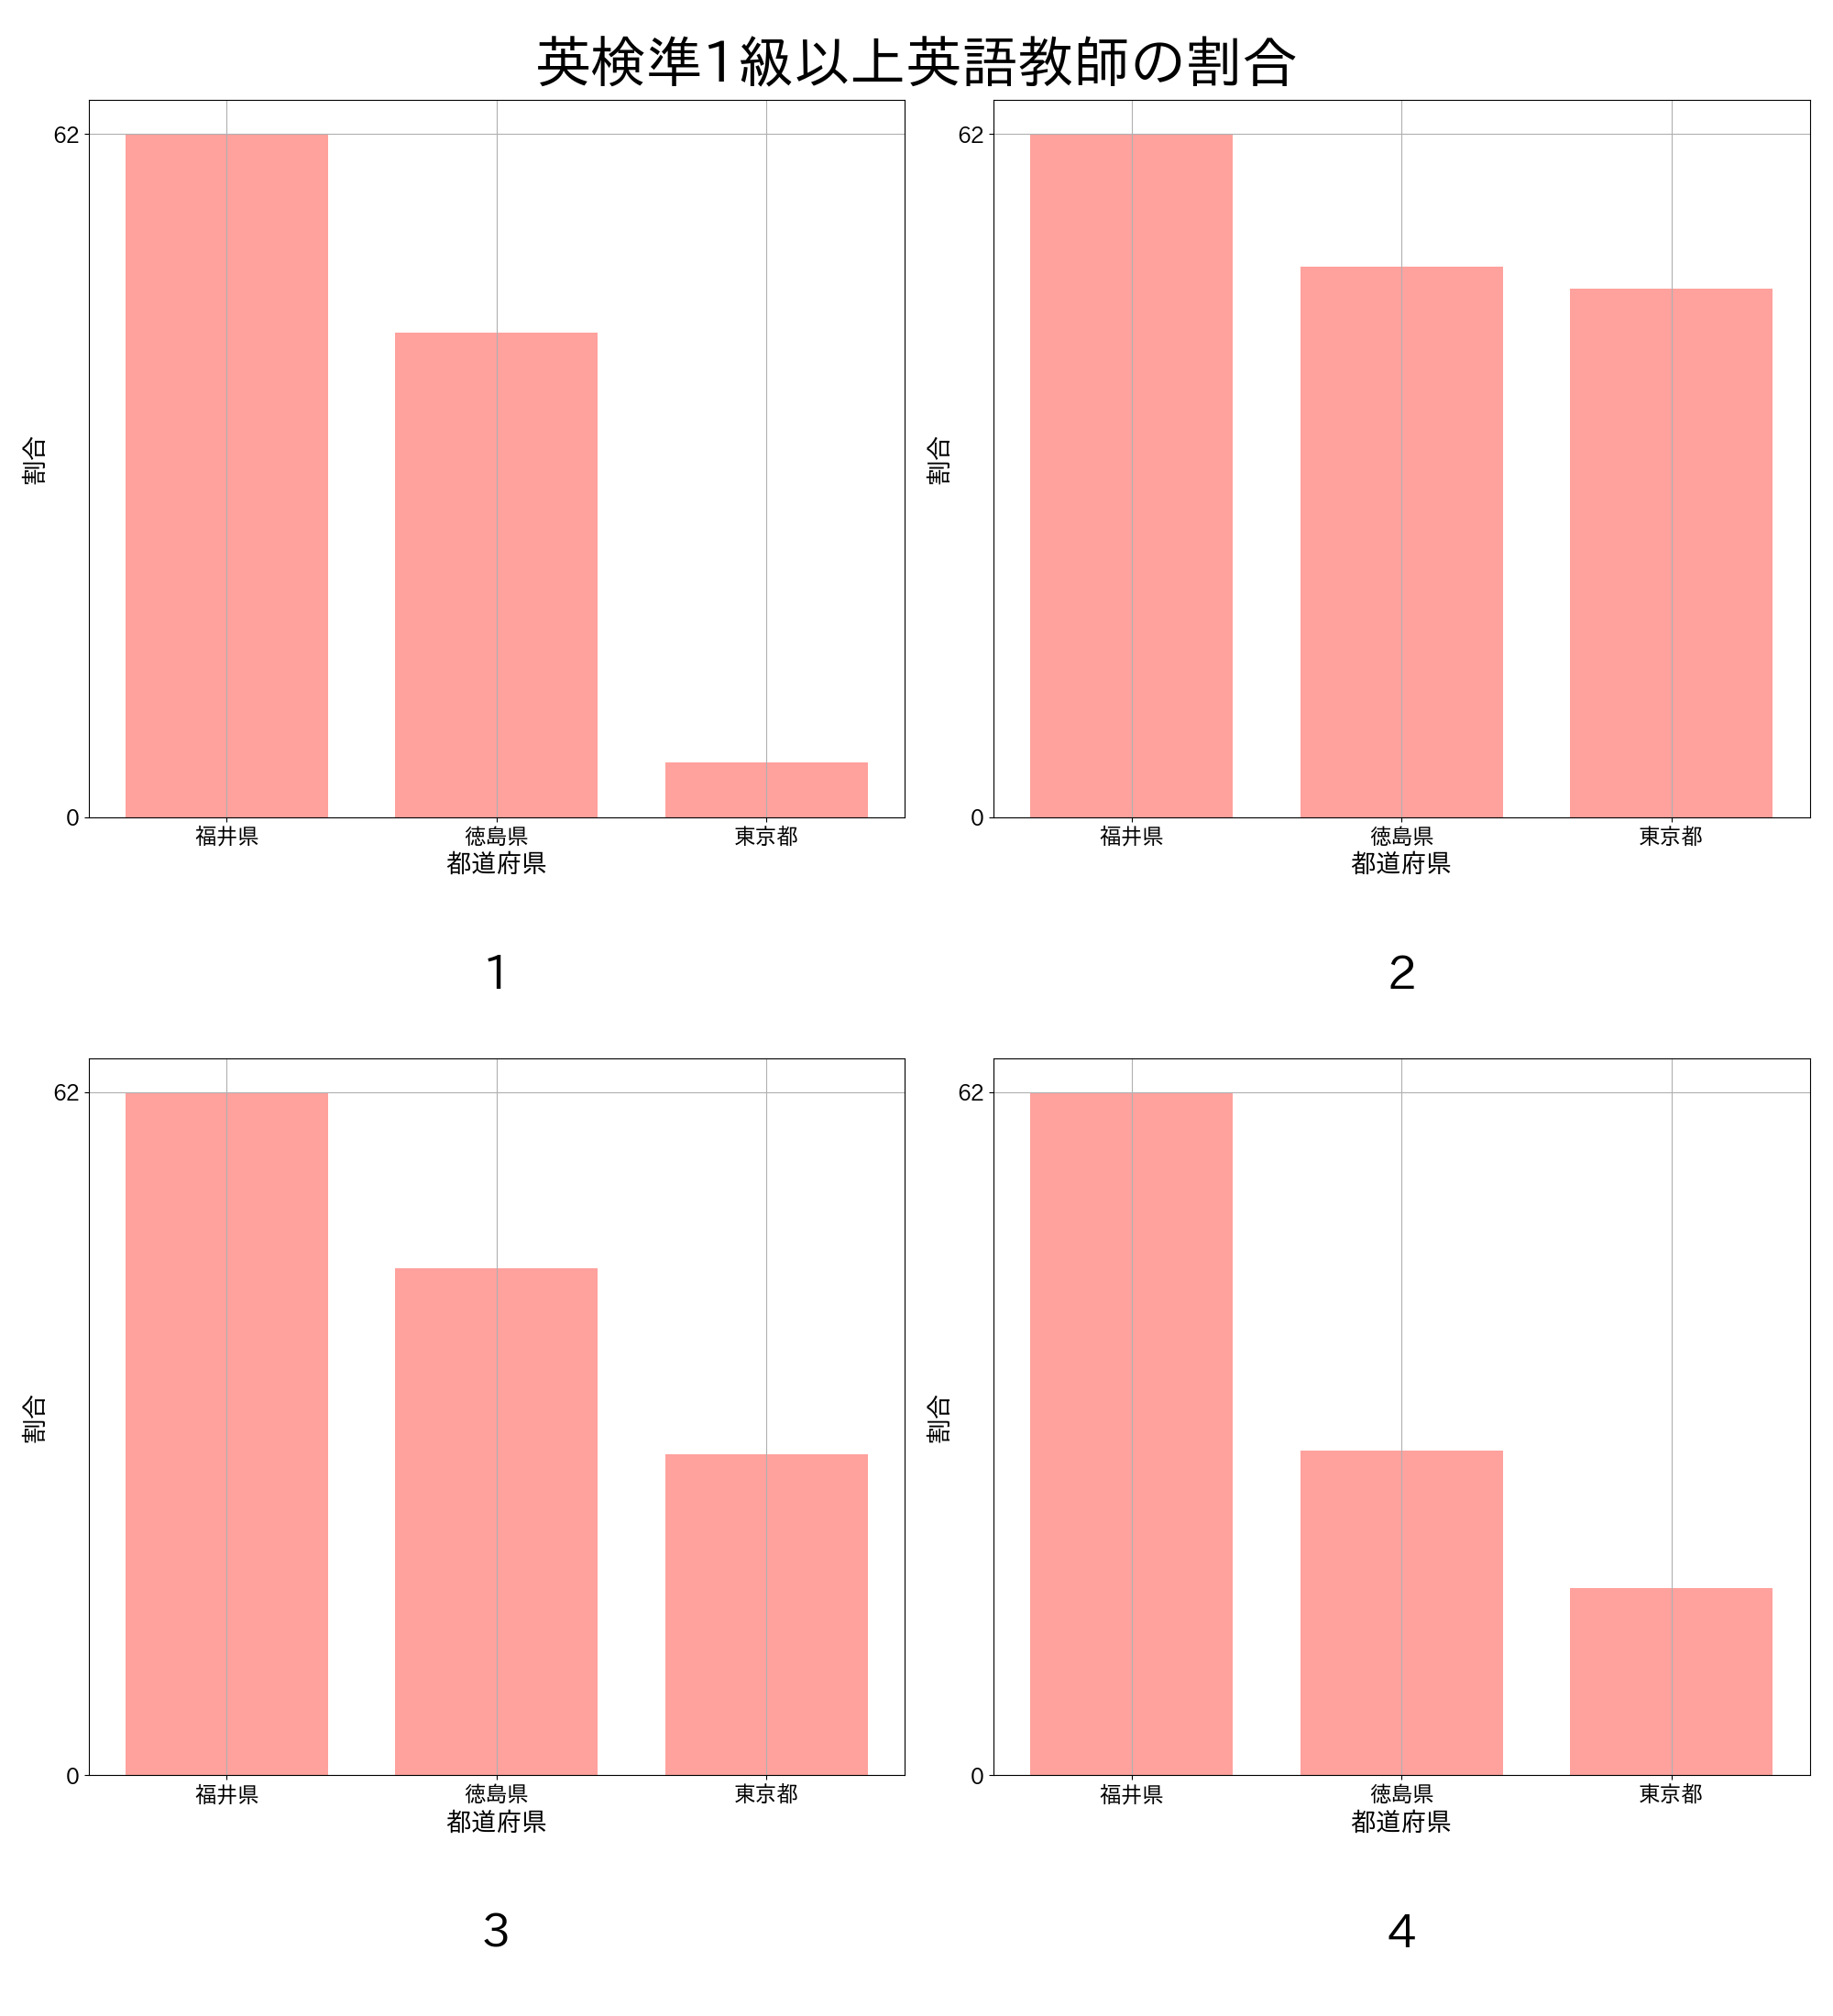 英検準1級以上英語教師の割合
62
0
割合
福井県 徳島県 東京都
都道府県
1
62
0
割合
福井県 徳島県 東京都
都道府県
2
62
0
割合
福井県 徳島県 東京都
都道府県
3
62
0
割合
福井県 徳島県 東京都
都道府県
4